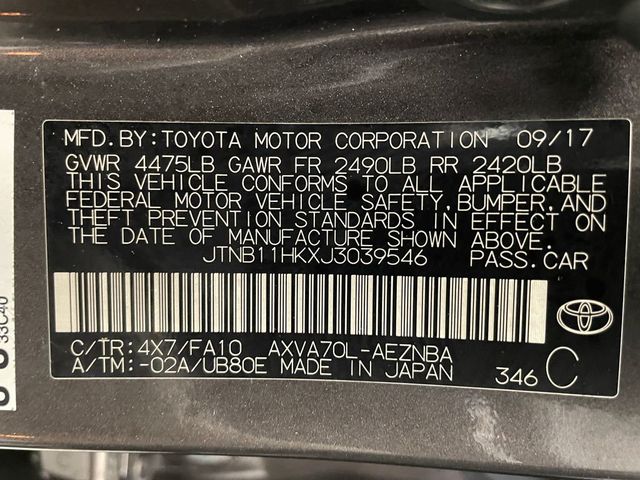 MFD. BY: TOYOTA MOTOR CORPORATION 09/17
GVWR 4475LB GAWR FR 2490LB RR 2420LB
THIS VEHICLE CONFORMS TO ALL APPLICABLE
FEDERAL MOTOR VEHICLE SAFETY, BUMPER, AND
THEFT PREVENTION STANDARDS IN EFFECT ON
THE DATE OF MANUFACTURE SHOWN ABOVE.
JTNB11HKXJ3039546 PASS. CAR
C/TR: 4X7/FA10 AXVA70L-AEZNBA
A/TM: -02A/UB80E MADE IN JAPAN 346 C
33C40